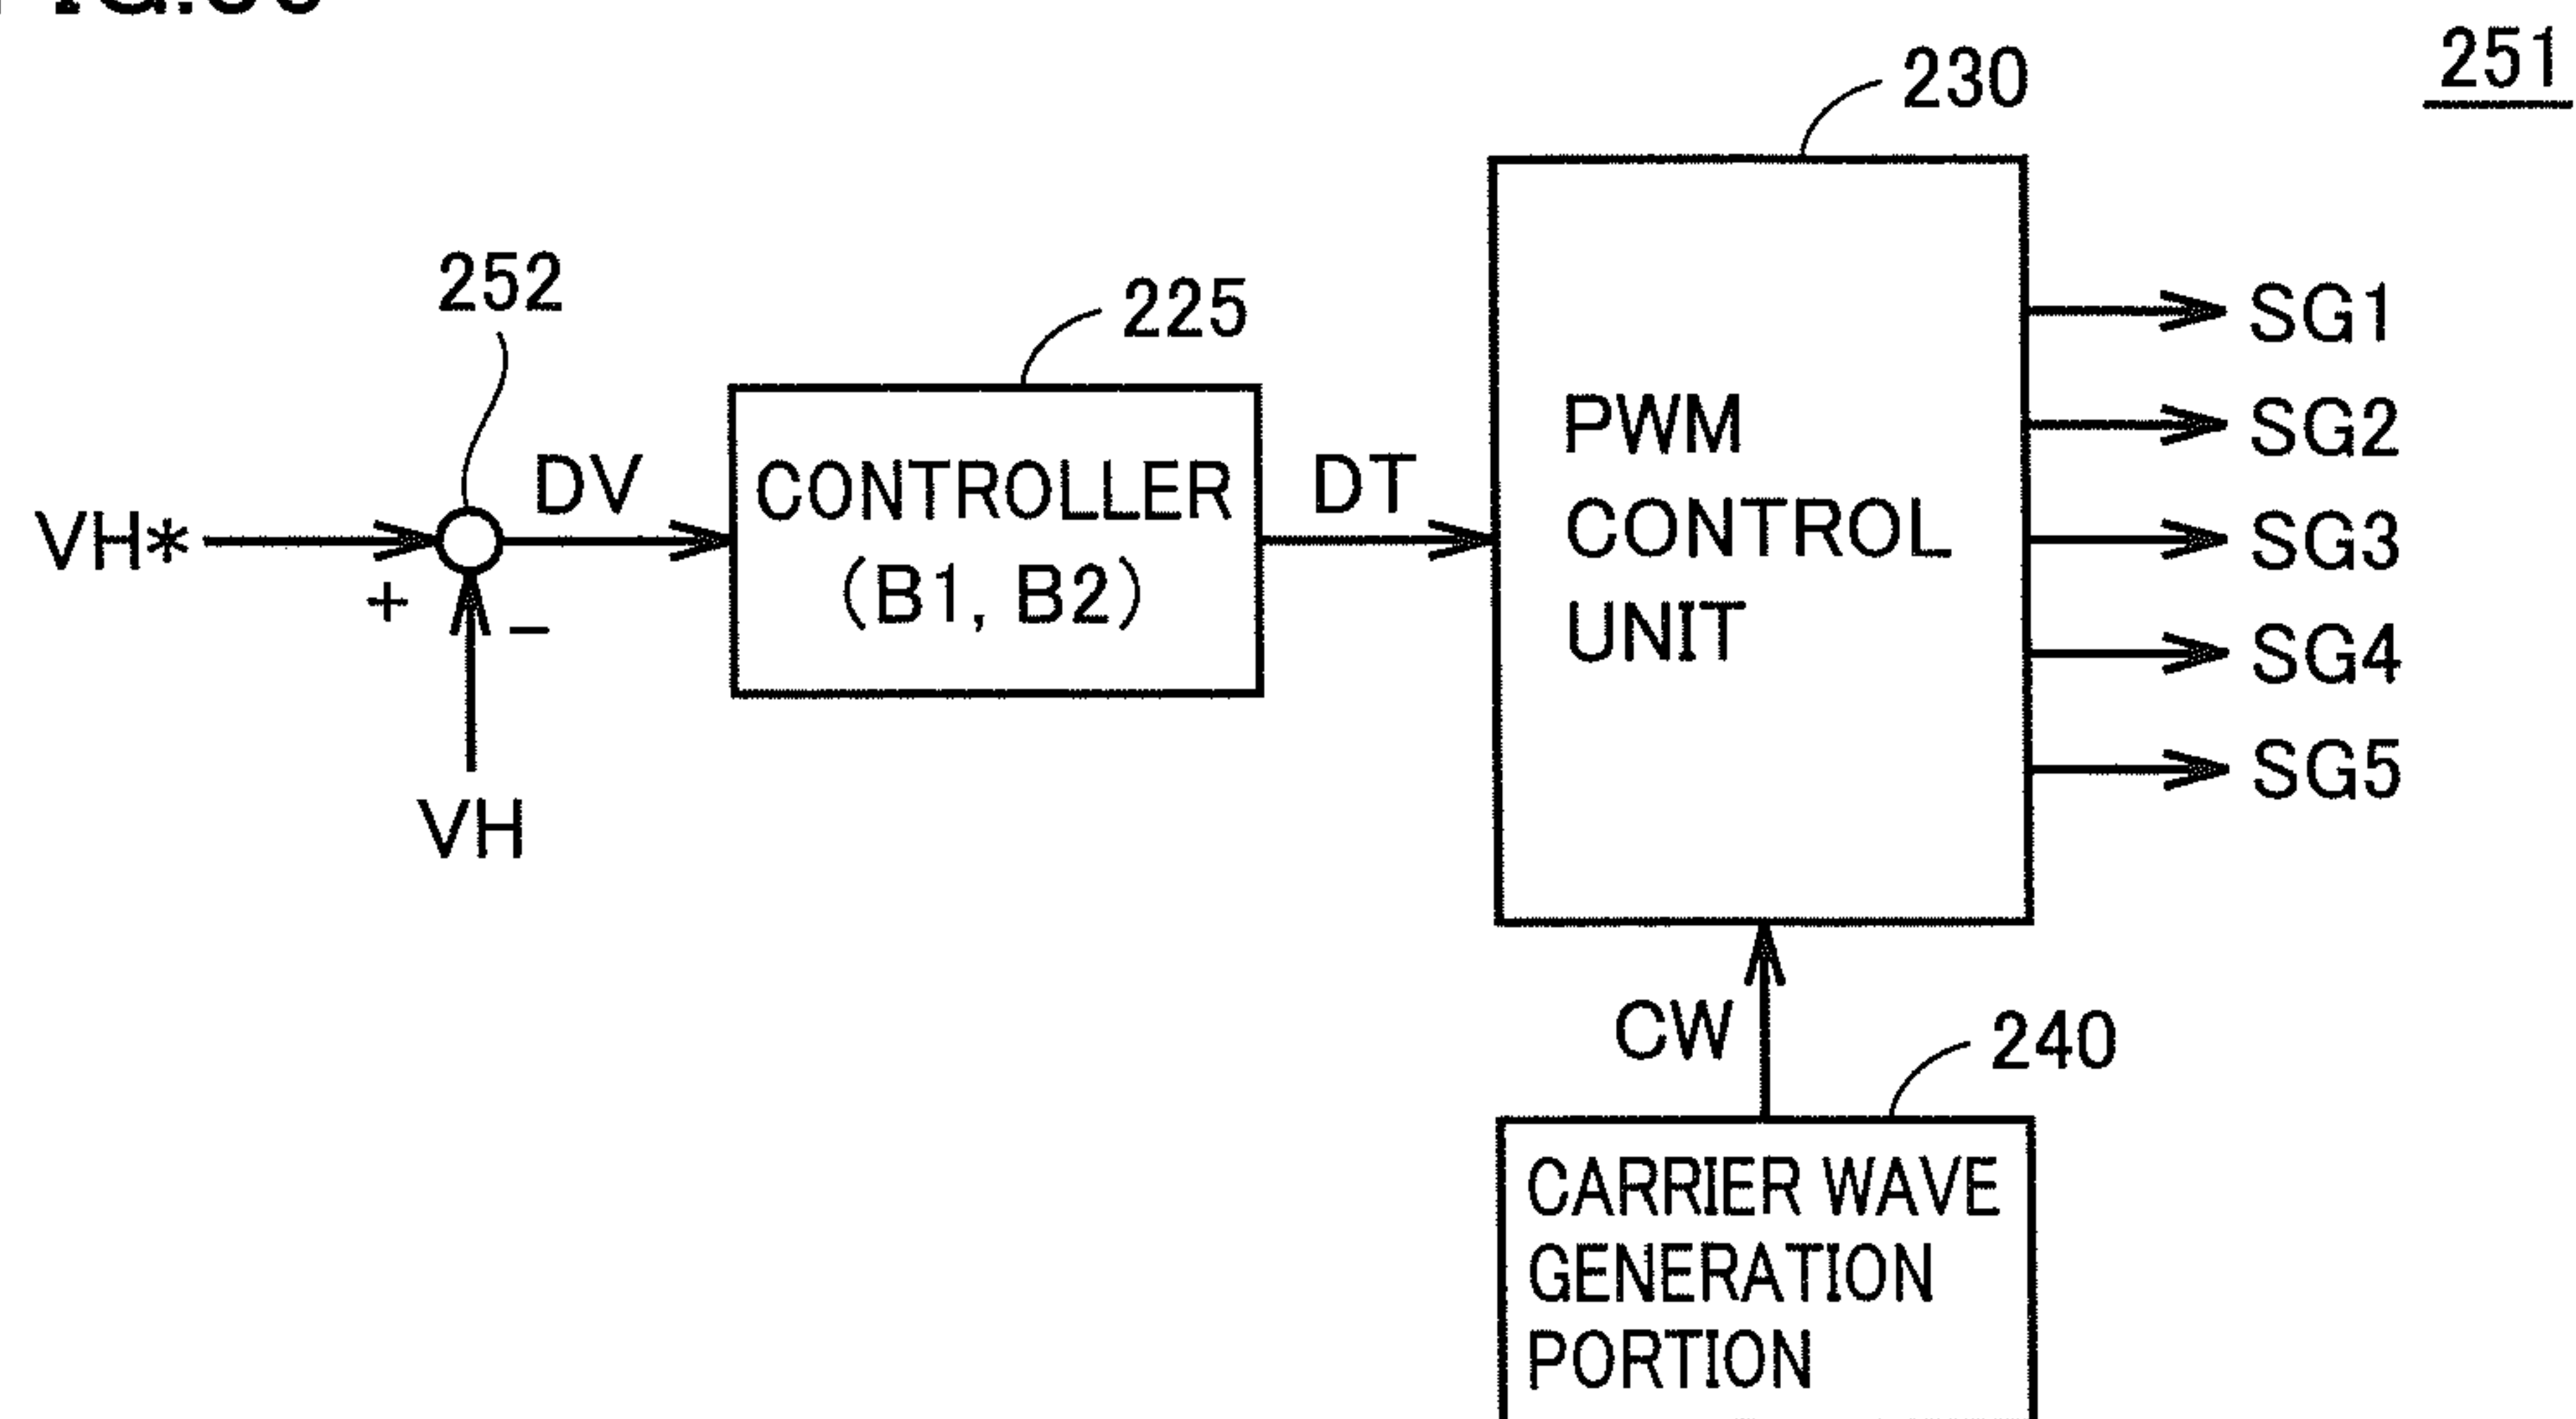 251
230
252
225
VH*
+
−
VH
DV
CONTROLLER
(B1, B2)
DT
PWM
CONTROL
UNIT
SG1
SG2
SG3
SG4
SG5
CW
240
CARRIER WAVE
GENERATION
PORTION